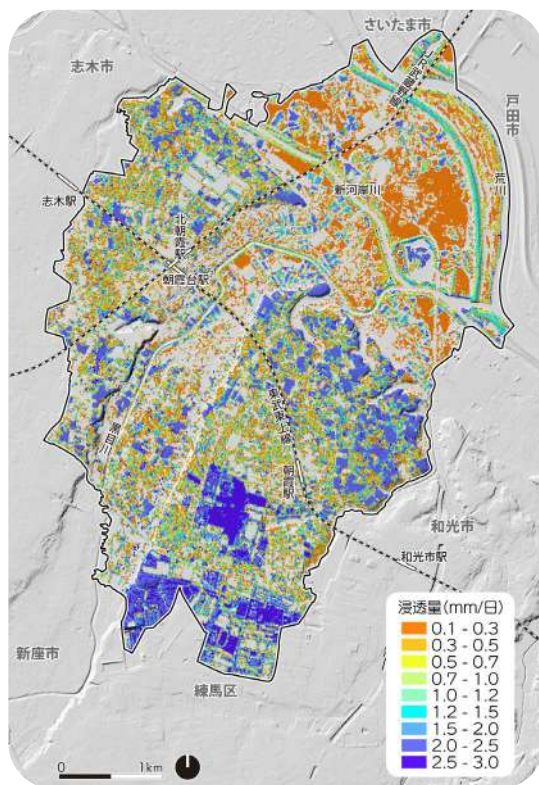 さいたま市
志木市
JR武蔵野線
戸田市
荒川
新河岸川
志木駅
北朝霞駅
朝霞台駅
東武東上線
黒目川
朝霞駅
和光市
和光市駅
新座市
練馬区
浸透量(mm/日)
0.1 - 0.3
0.3 - 0.5
0.5 - 0.7
0.7 - 1.0
1.0 - 1.2
1.2 - 1.5
1.5 - 2.0
2.0 - 2.5
2.5 - 3.0
0 1km